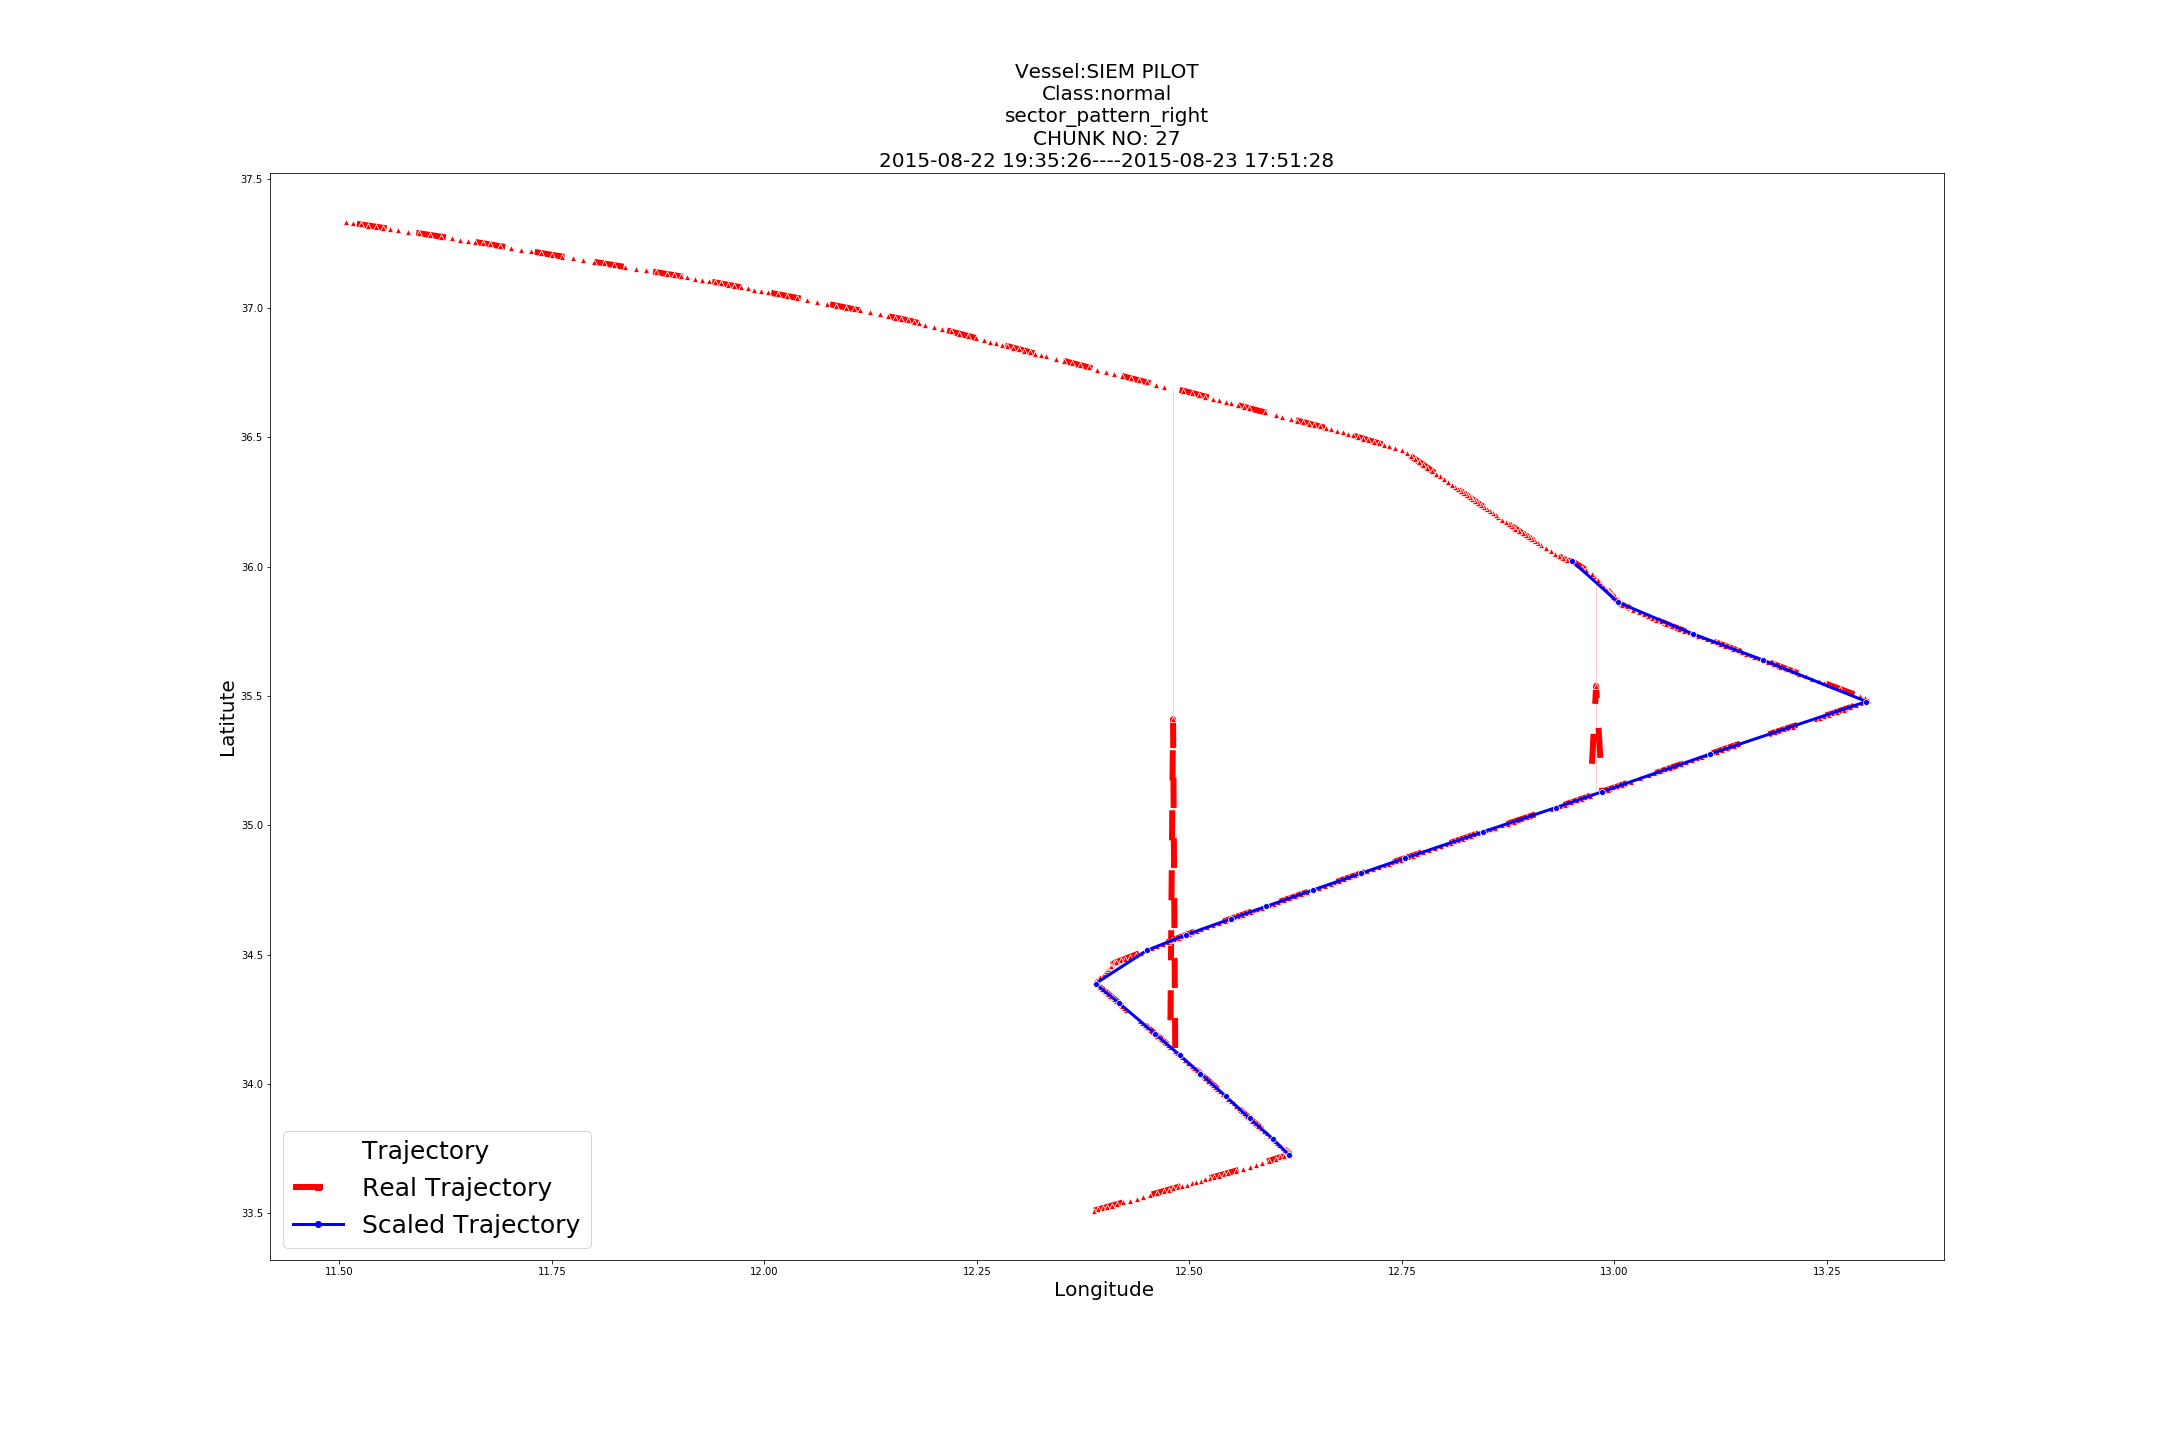 Vessel:SIEM PILOT
Class:normal
sector_pattern_right
CHUNK NO: 27
2015-08-22 19:35:26----2015-08-23 17:51:28
37.5
37.0
36.5
36.0
35.5
35.0
34.5
34.0
33.5
Latitute
Trajectory
Real Trajectory
Scaled Trajectory
11.50 11.75 12.00 12.25 12.50 12.75 13.00 13.25
Longitude